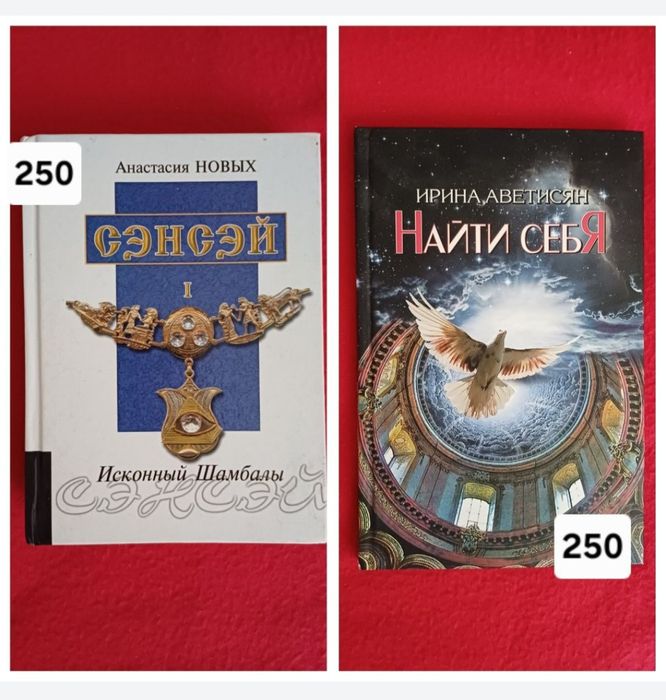 250
Анастасия НОВЫХ
СЭНСЭЙ
I
Исконный Шамбалы
СЭНСЭЙ
ИРИНА АВЕТИСЯН
НАЙТИ СЕБЯ
250